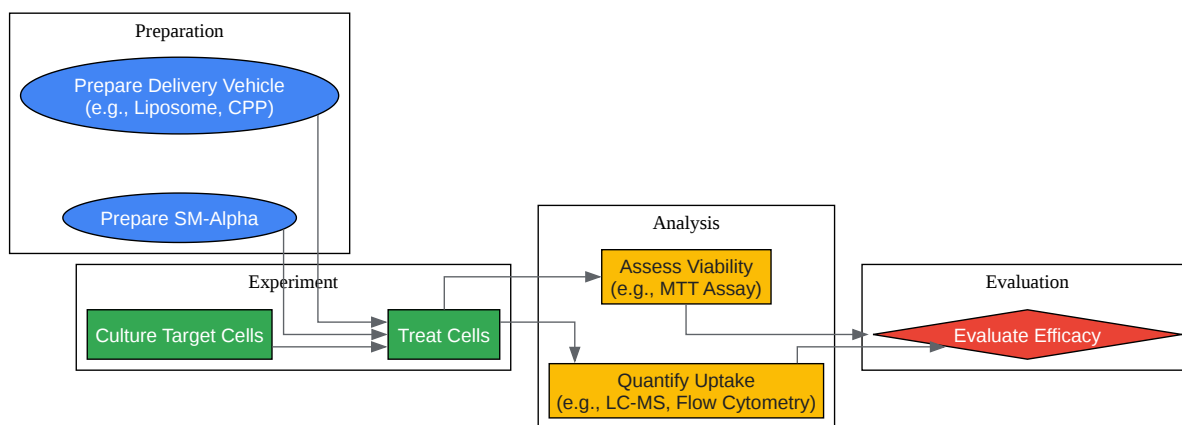 Preparation
Prepare Delivery Vehicle
(e.g., Liposome, CPP)
Prepare SM-Alpha
Experiment
Culture Target Cells
Treat Cells
Analysis
Assess Viability
(e.g., MTT Assay)
Quantify Uptake
(e.g., LC-MS, Flow Cytometry)
Evaluation
Evaluate Efficacy